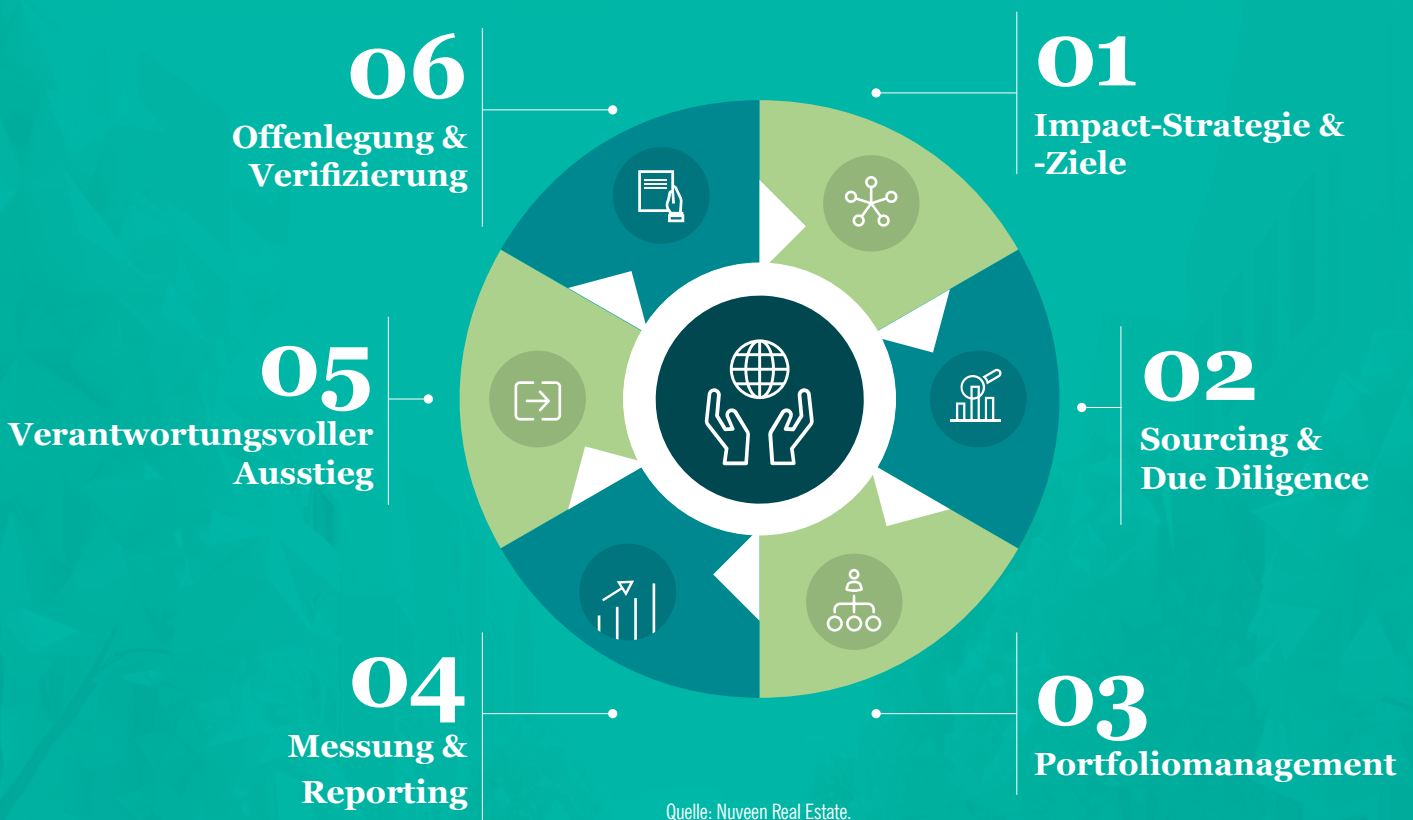 01
Impact-Strategie &
-Ziele
02
Sourcing &
Due Diligence
03
Portfoliomanagement
04
Messung &
Reporting
05
Verantwortungsvoller
Ausstieg
06
Offenlegung &
Verifizierung
Quelle: Nuveen Real Estate.